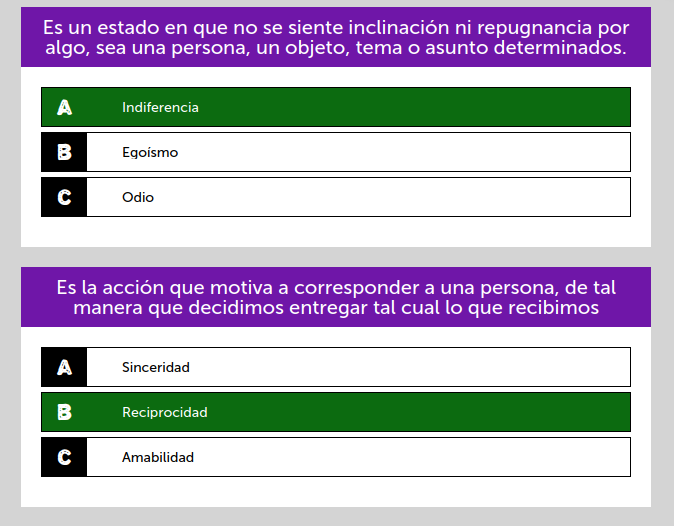 Es un estado en que no se siente inclinación ni repugnancia por
algo, sea una persona, un objeto, tema o asunto determinados.
A Indiferencia
B Egoísmo
C Odio
Es la acción que motiva a corresponder a una persona, de tal
manera que decidimos entregar tal cual lo que recibimos
A Sinceridad
B Reciprocidad
C Amabilidad